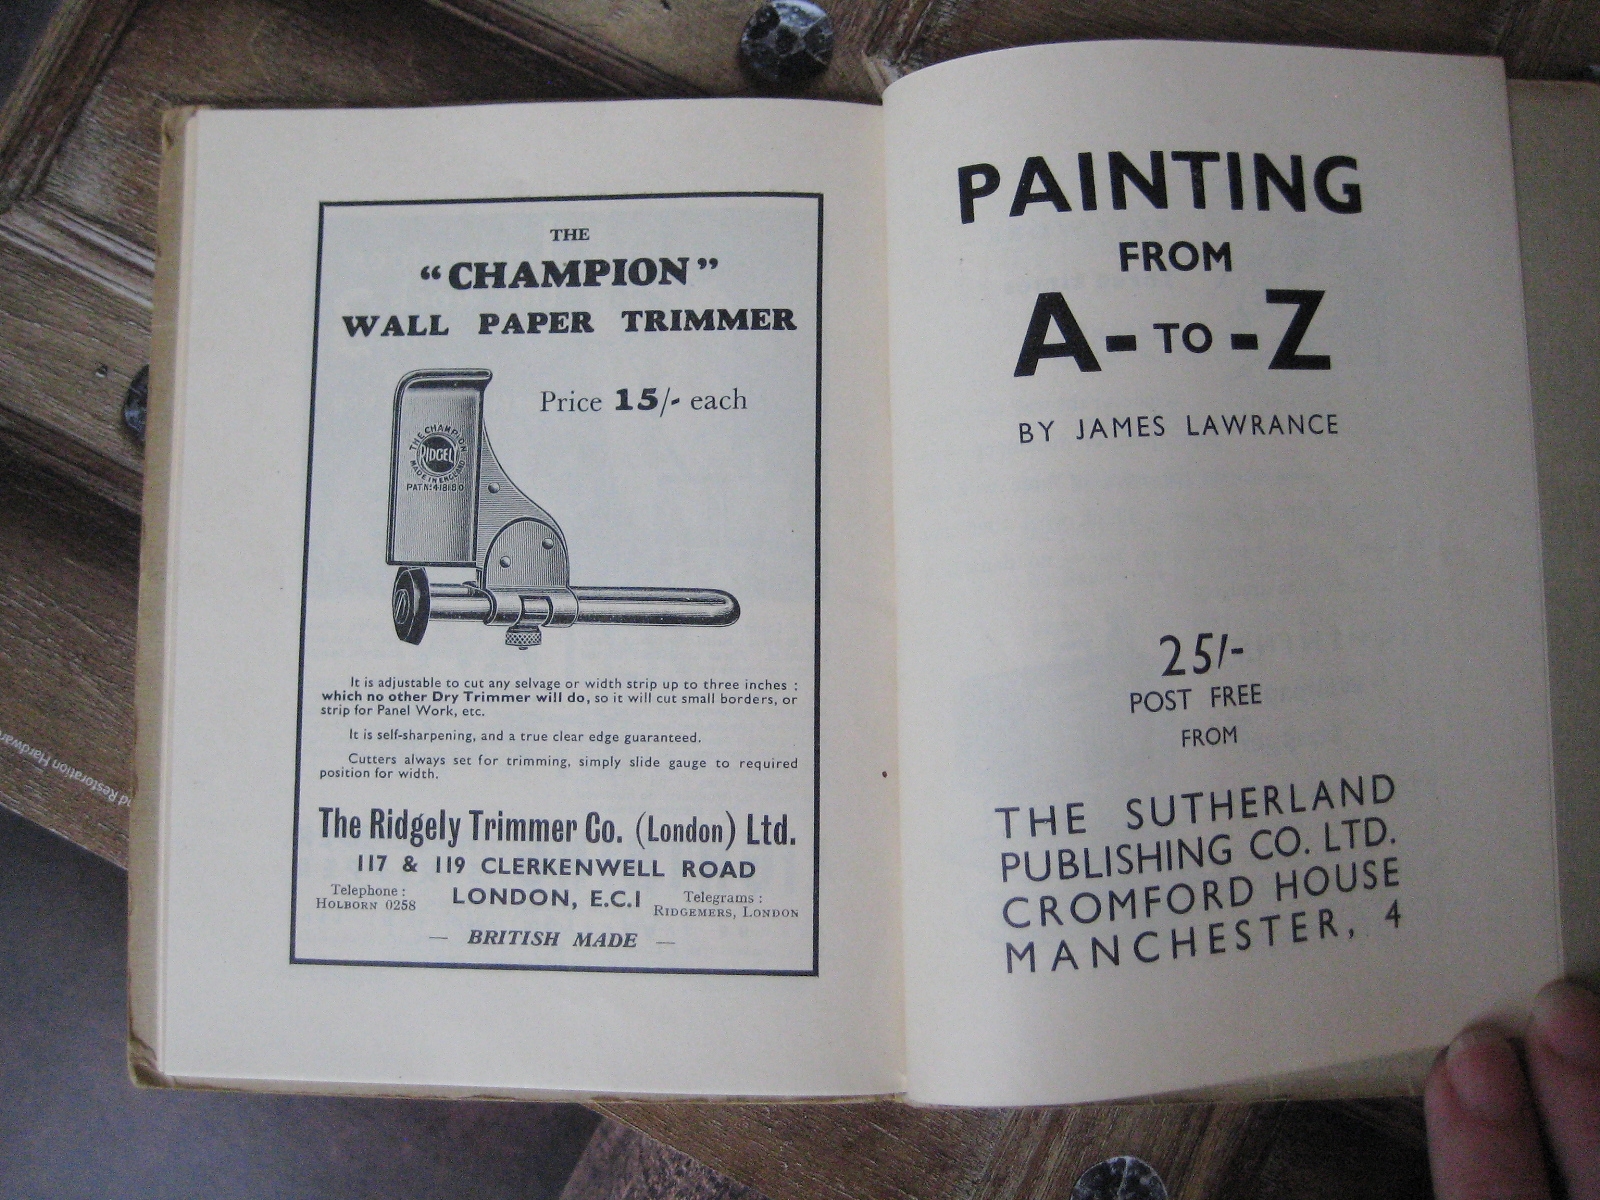 THE
“CHAMPION”
WALL PAPER TRIMMER
Price 15/- each
THE CHAMPION
RIDGELY
MADE IN ENGLAND
PAT. No. 418180
It is adjustable to cut any selvage or width strip up to three inches :
which no other Dry Trimmer will do, so it will cut small borders, or
strip for Panel Work, etc.
It is self-sharpening, and a true clear edge guaranteed.
Cutters always set for trimming, simply slide gauge to required
position for width.
The Ridgely Trimmer Co. (London) Ltd.
117 & 119 CLERKENWELL ROAD
Telephone :
HOLBORN 0258
LONDON, E.C.1
Telegrams :
RIDGEMERS, LONDON
— BRITISH MADE —
PAINTING
FROM
A- TO -Z
BY JAMES LAWRANCE
25/-
POST FREE
FROM
THE SUTHERLAND
PUBLISHING CO. LTD.
CROMFORD HOUSE
MANCHESTER, 4
Restoration Hardware